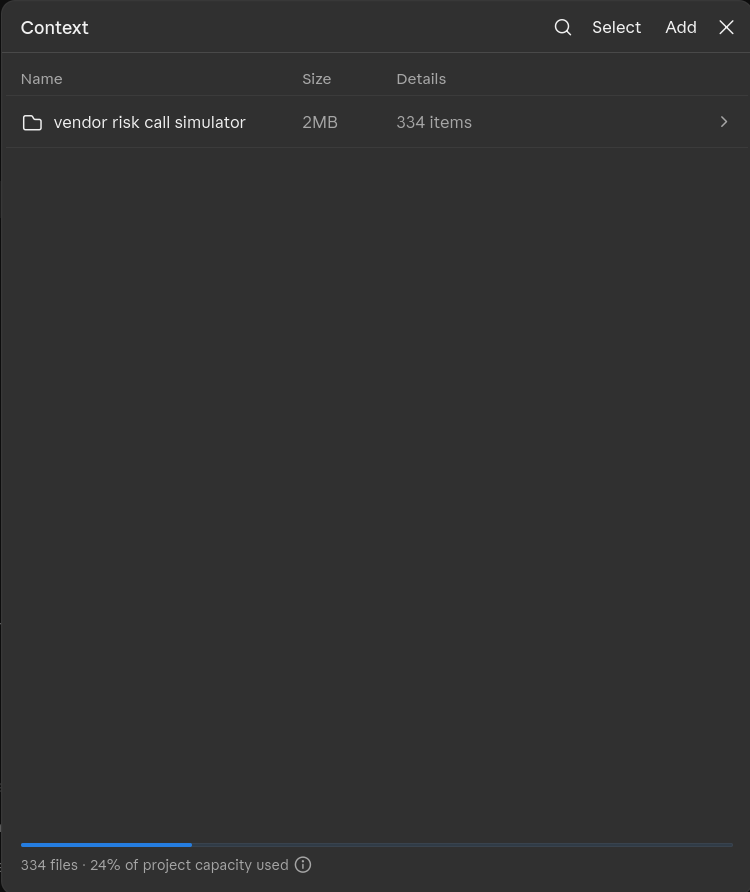 Context Select Add
Name Size Details
vendor risk call simulator 2MB 334 items
334 files · 24% of project capacity used